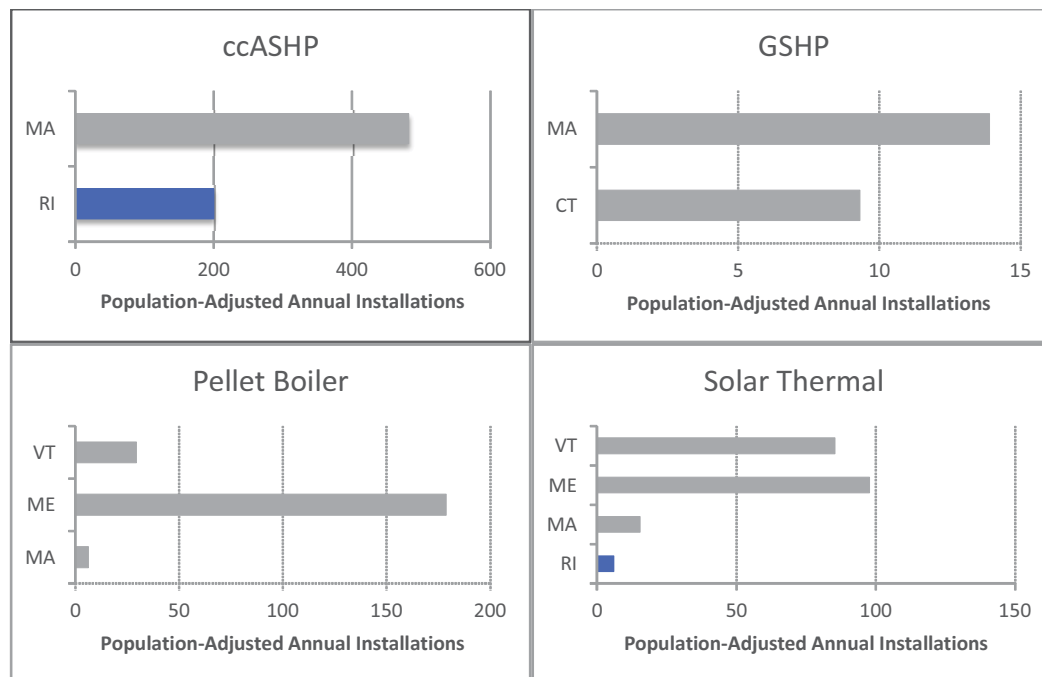 ccASHP
MA
RI
0 200 400 600
Population-Adjusted Annual Installations
GSHP
MA
CT
0 5 10 15
Population-Adjusted Annual Installations
Pellet Boiler
VT
ME
MA
0 50 100 150 200
Population-Adjusted Annual Installations
Solar Thermal
VT
ME
MA
RI
0 50 100 150
Population-Adjusted Annual Installations